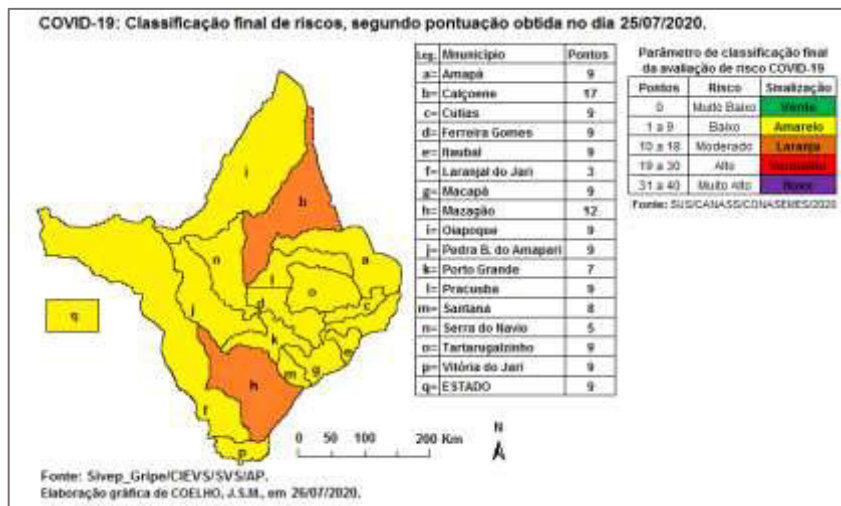 COVID-19: Classificação final de riscos, segundo pontuação obtida no dia 25/07/2020.
Leg. Mnunicípio Pontos
a= Amapá 9
b= Calçoene 17
c= Cutias 9
d= Ferreira Gomes 9
e= Itaubal 9
f= Laranjal do Jari 3
g= Macapá 9
h= Mazagão 12
i= Oiapoque 9
j= Pedra B. do Amapari 9
k= Porto Grande 7
l= Pracuuba 9
m= Santana 8
n= Serra do Navio 5
o= Tartarugalzinho 9
p= Vitória do Jari 9
q= ESTADO 9
Parâmetro de classificação final
da avaliação de risco COVID-19
Pontos Risco Sinalização
0 Muito Baixo Verde
1 a 9 Baixo Amarelo
10 a 18 Moderado Laranja
19 a 30 Alto Vermelho
31 a 40 Muito Alto Roxo
Fonte: SUS/CANASS/CONASEMES/2020
i
b
n
a
l
o
q
d
c
j
k
e
m
g
h
f
p
0 50 100 200 Km
N
Fonte: Sivep_Gripe/CIEVS/SVS/AP.
Elaboração gráfica de COELHO, J.S.M., em 26/07/2020.